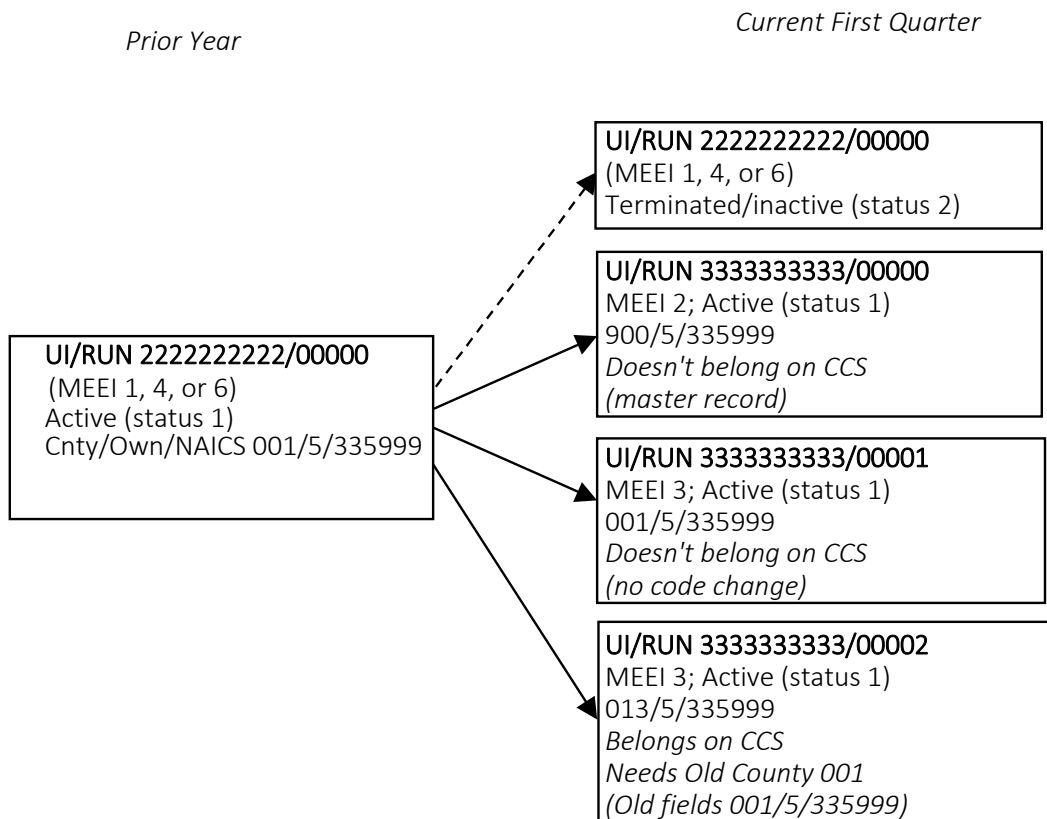 Prior Year
Current First Quarter
UI/RUN 2222222222/00000
(MEEI 1, 4, or 6)
Active (status 1)
Cnty/Own/NAICS 001/5/335999
UI/RUN 2222222222/00000
(MEEI 1, 4, or 6)
Terminated/inactive (status 2)
UI/RUN 3333333333/00000
MEEI 2; Active (status 1)
900/5/335999
Doesn't belong on CCS
(master record)
UI/RUN 3333333333/00001
MEEI 3; Active (status 1)
001/5/335999
Doesn't belong on CCS
(no code change)
UI/RUN 3333333333/00002
MEEI 3; Active (status 1)
013/5/335999
Belongs on CCS
Needs Old County 001
(Old fields 001/5/335999)